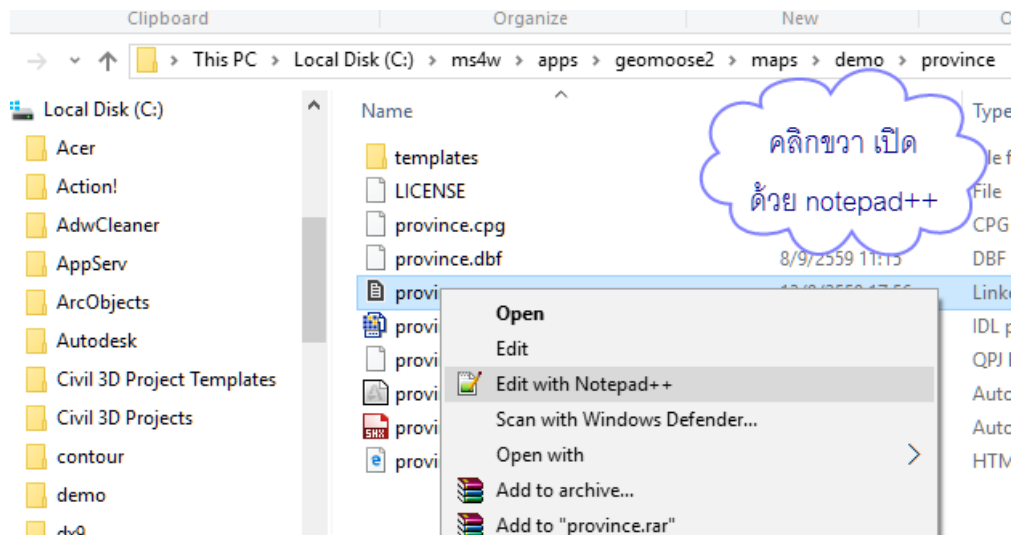 Clipboard
Organize
New
This PC > Local Disk (C:) > ms4w > apps > geomoose2 > maps > demo > province
Local Disk (C:)
Acer
Action!
AdwCleaner
AppServ
ArcObjects
Autodesk
Civil 3D Project Templates
Civil 3D Projects
contour
demo
dx9
Name
Type
templates
LICENSE
File
province.cpg
CPG
province.dbf
8/9/2559 11:15
DBF
คลิกขวา เปิด
ด้วย notepad++
Open
Edit
Edit with Notepad++
Scan with Windows Defender...
Open with
Add to archive...
Add to "province.rar"